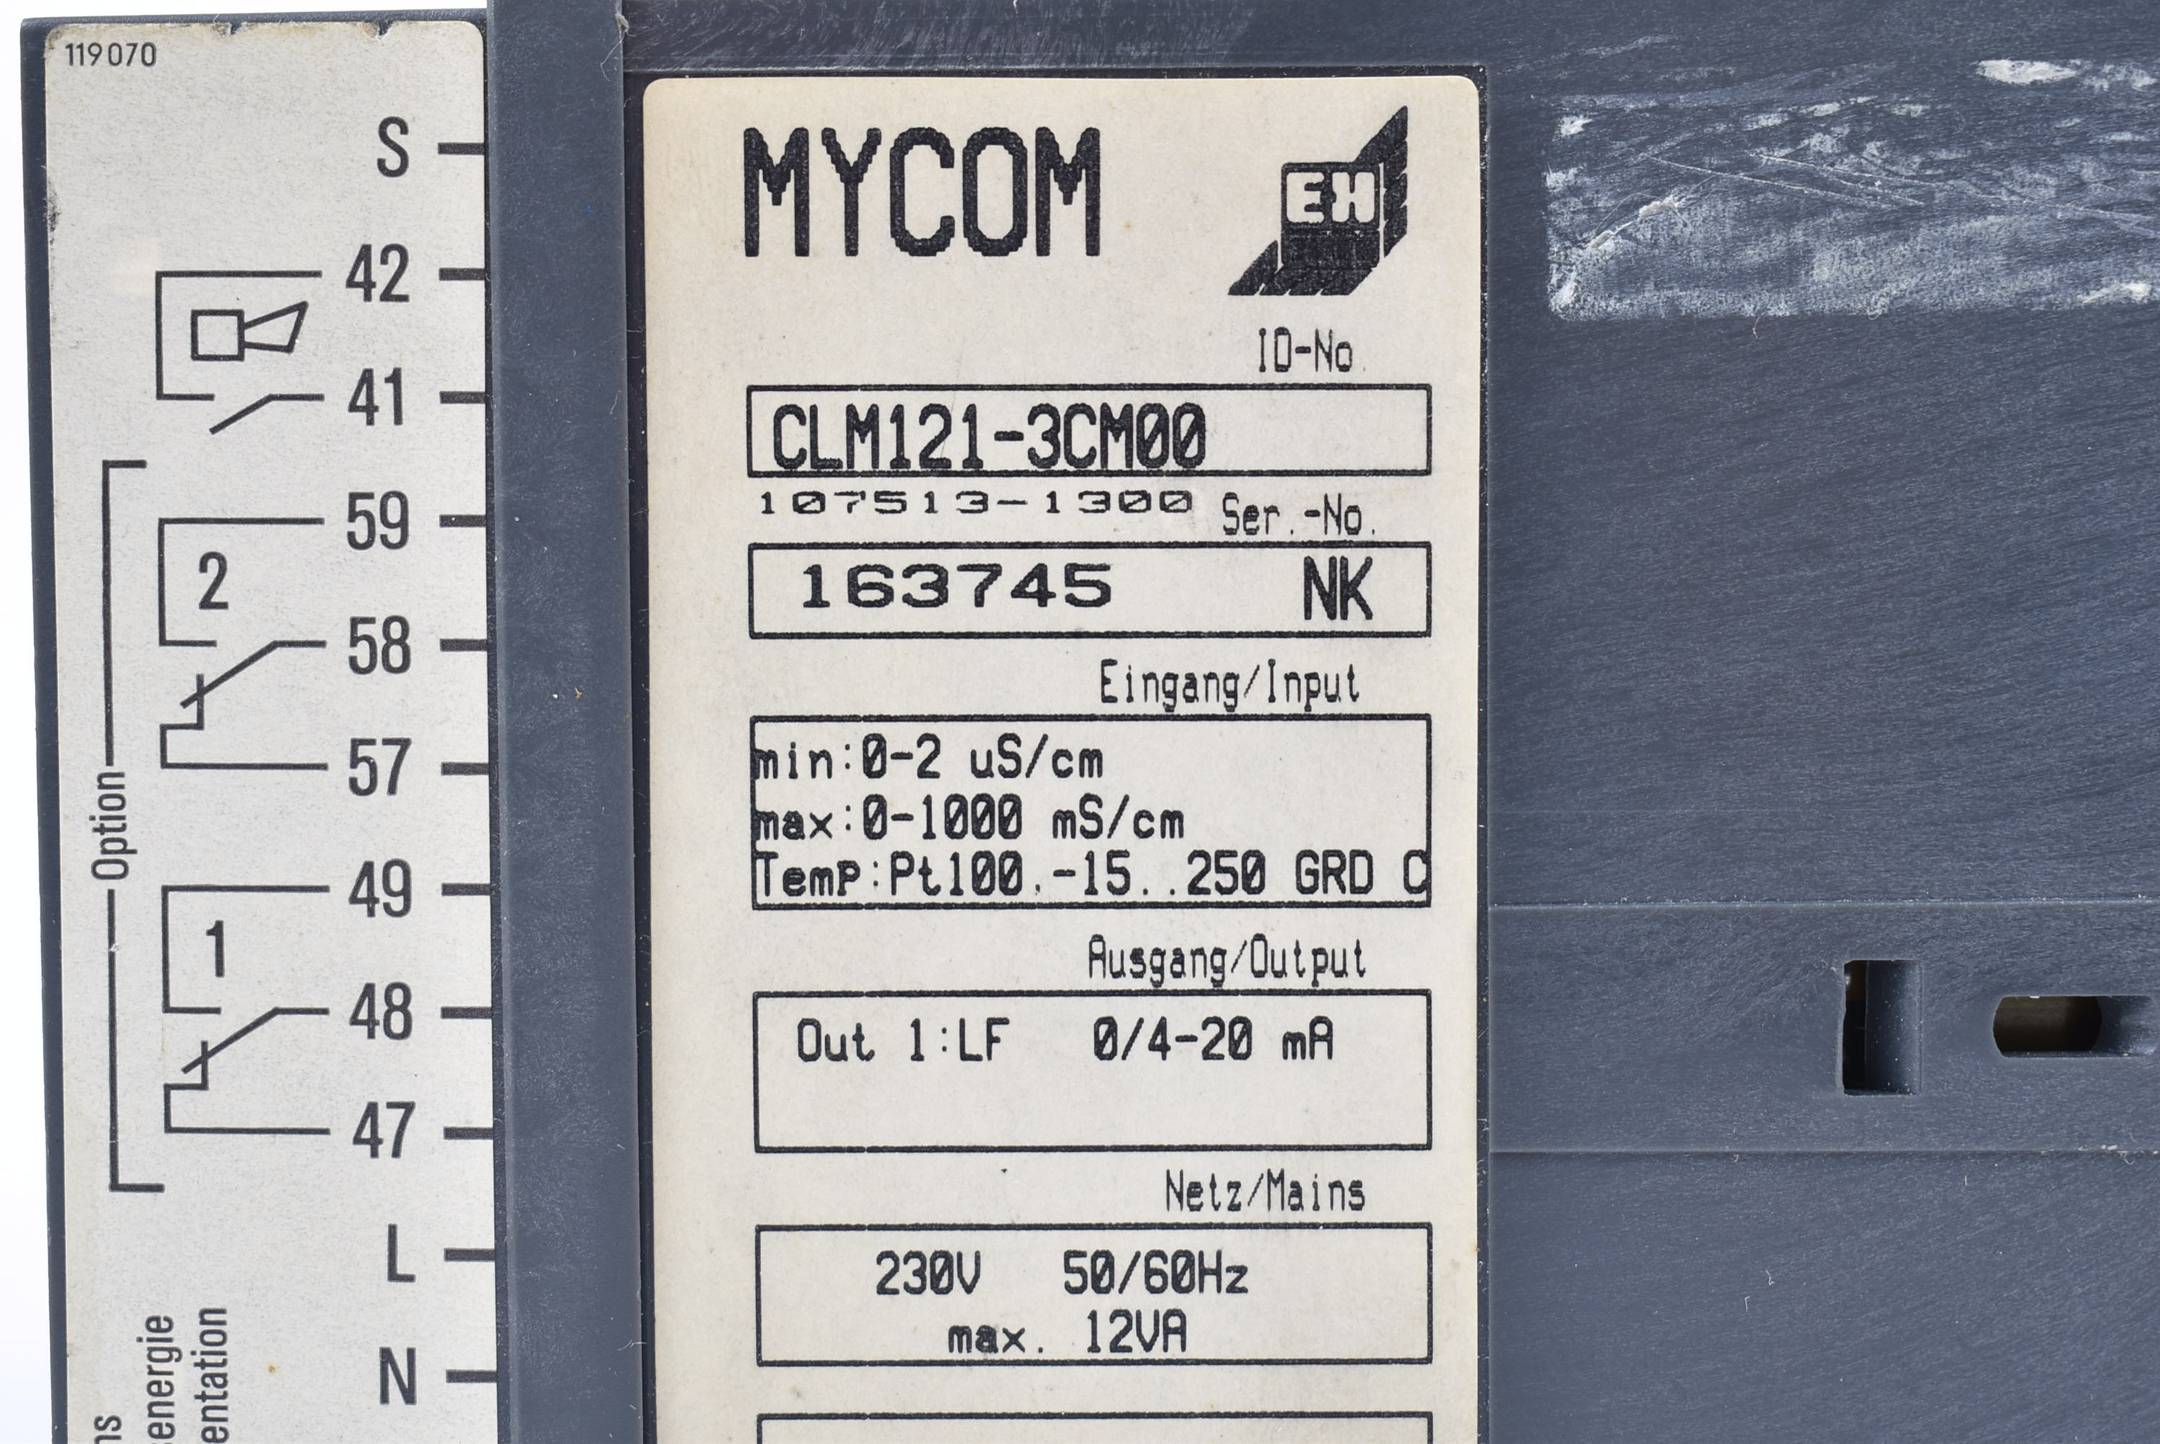 119070
S
42
41
59
2
58
57
Option
49
1
48
47
L
N
MYCOM
EH
ID-No.
CLM121-3CM00
107513-1300 Ser.-No.
163745 NK
Eingang/Input
min:0-2 uS/cm
max:0-1000 mS/cm
Temp:Pt100.-15..250 GRD C
Ausgang/Output
Out 1:LF 0/4-20 mA
Netz/Mains
230V 50/60Hz
max. 12VA